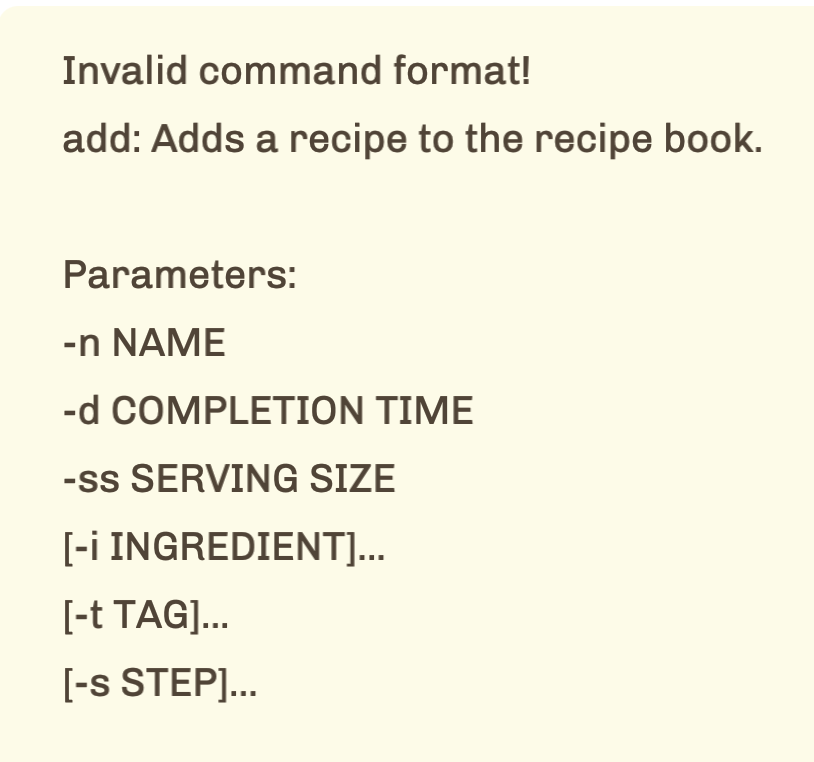 Invalid command format!
add: Adds a recipe to the recipe book.
Parameters:
-n NAME
-d COMPLETION TIME
-ss SERVING SIZE
[-i INGREDIENT]...
[-t TAG]...
[-s STEP]...